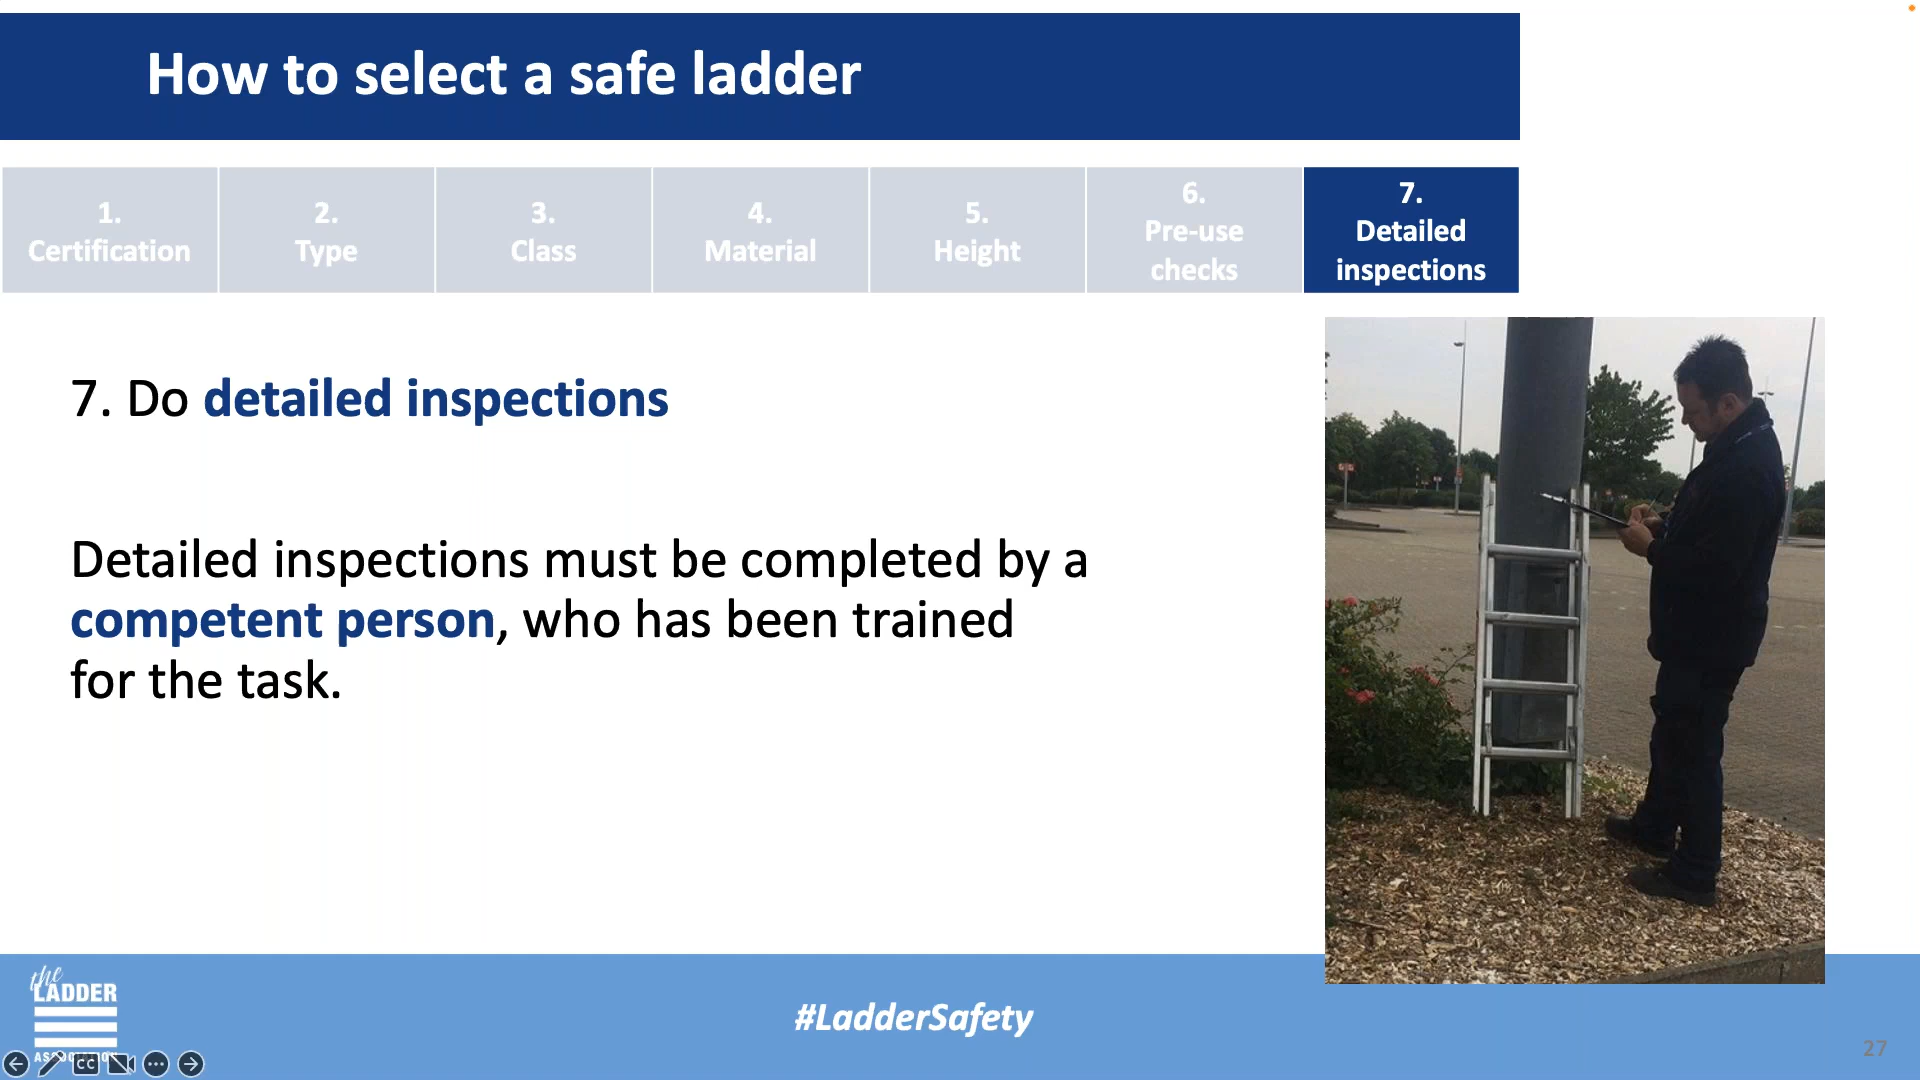 How to select a safe ladder
1.
Certification
2.
Type
3.
Class
4.
Material
5.
Height
6.
Pre-use
checks
7.
Detailed
inspections
7. Do detailed inspections
Detailed inspections must be completed by a
competent person, who has been trained
for the task.
the
LADDER
ASSOCIATION
#LadderSafety
CC
27